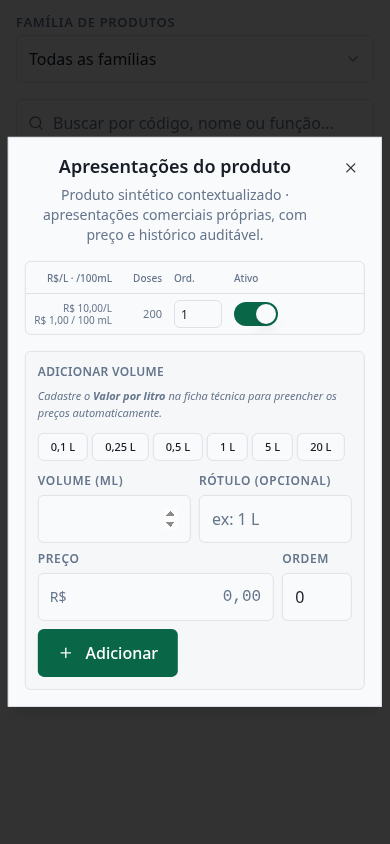 FAMÍLIA DE PRODUTOS
Todas as famílias
Buscar por código, nome ou função...
Apresentações do produto
Produto sintético contextualizado ·
apresentações comerciais próprias, com
preço e histórico auditável.
R$/L · /100mL Doses Ord. Ativo
R$ 10,00/L
R$ 1,00 / 100 mL
200 1
ADICIONAR VOLUME
Cadastre o Valor por litro na ficha técnica para preencher os
preços automaticamente.
0,1 L 0,25 L 0,5 L 1 L 5 L 20 L
VOLUME (ML) RÓTULO (OPCIONAL)
ex: 1 L
PREÇO ORDEM
R$ 0,00 0
Adicionar